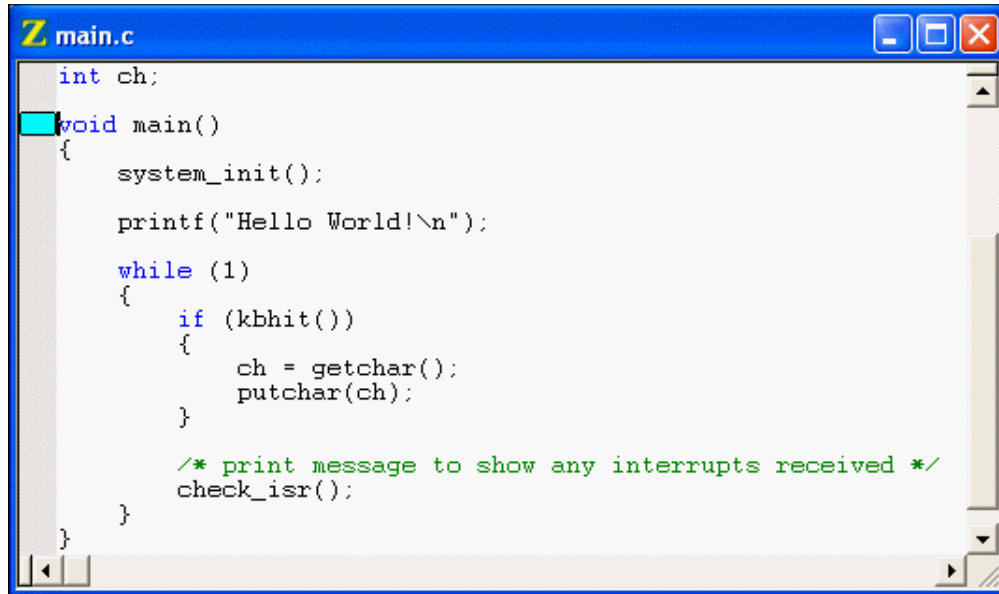 Z main.c
int ch;
void main()
{
system_init();
printf("Hello World!\n");
while (1)
{
if (kbhit())
{
ch = getchar();
putchar(ch);
}
/* print message to show any interrupts received */
check_isr();
}
}